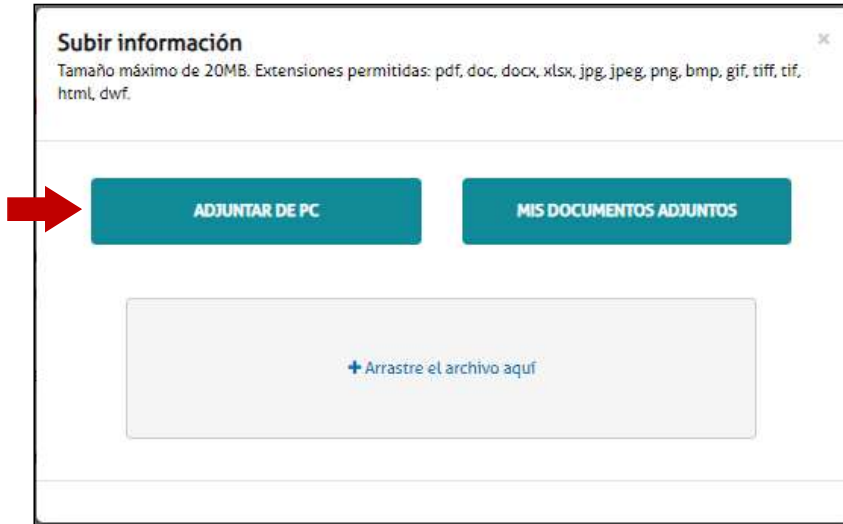 Subir información
×
Tamaño máximo de 20MB. Extensiones permitidas: pdf, doc, docx, xlsx, jpg, jpeg, png, bmp, gif, tiff, tif,
html, dwf.
ADJUNTAR DE PC
MIS DOCUMENTOS ADJUNTOS
+ Arrastre el archivo aquí